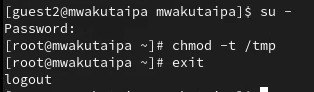 [guest2@mwakutaipa mwakutaipa]$ su -
Password:
[root@mwakutaipa ~]# chmod -t /tmp
[root@mwakutaipa ~]# exit
logout